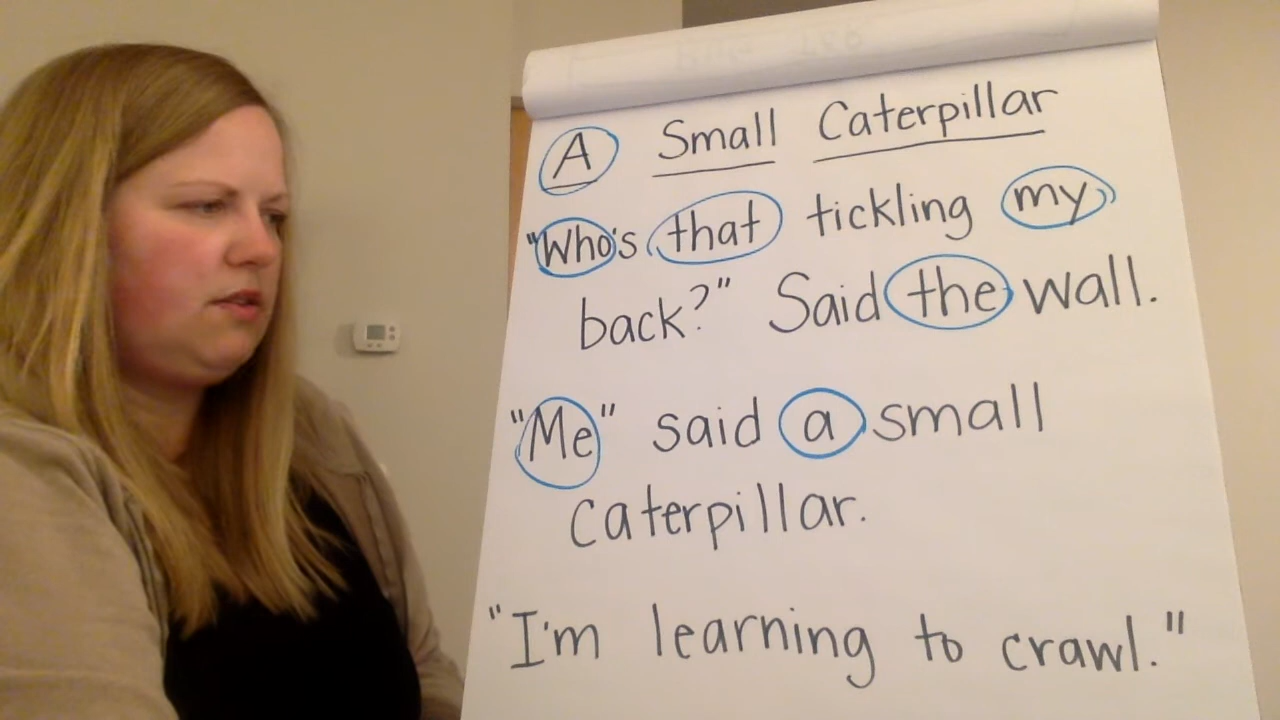 A Small Caterpillar
"Who's that tickling my
back?" Said the wall.
"Me" said a small
caterpillar.
"I'm learning to crawl."